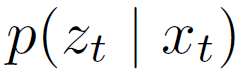 p(z_t | x_t)